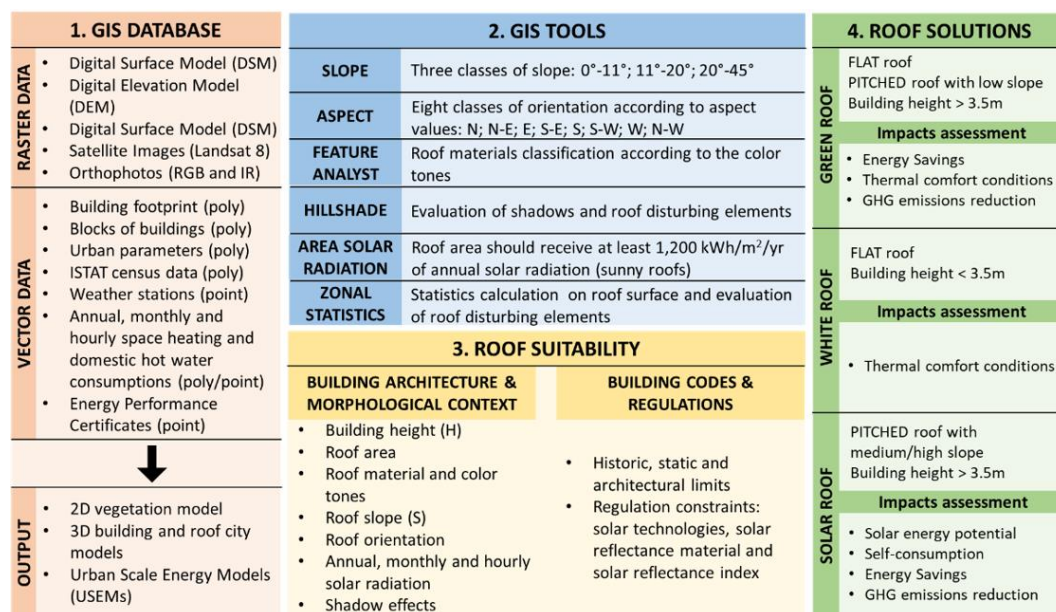 1. GIS DATABASE
RASTER DATA
• Digital Surface Model (DSM)
• Digital Elevation Model
(DEM)
• Digital Surface Model (DSM)
• Satellite Images (Landsat 8)
• Orthophotos (RGB and IR)
VECTOR DATA
• Building footprint (poly)
• Blocks of buildings (poly)
• Urban parameters (poly)
• ISTAT census data (poly)
• Weather stations (point)
• Annual, monthly and
hourly space heating and
domestic hot water
consumptions (poly/point)
• Energy Performance
Certificates (point)
OUTPUT
• 2D vegetation model
• 3D building and roof city
models
• Urban Scale Energy Models
(USEMs)
2. GIS TOOLS
SLOPE
Three classes of slope: 0°-11°; 11°-20°; 20°-45°
ASPECT
Eight classes of orientation according to aspect
values: N; N-E; E; S-E; S; S-W; W; N-W
FEATURE
ANALYST
Roof materials classification according to the color
tones
HILLSHADE
Evaluation of shadows and roof disturbing elements
AREA SOLAR
RADIATION
Roof area should receive at least 1,200 kWh/m²/yr
of annual solar radiation (sunny roofs)
ZONAL
STATISTICS
Statistics calculation on roof surface and evaluation
of roof disturbing elements
3. ROOF SUITABILITY
BUILDING ARCHITECTURE &
MORPHOLOGICAL CONTEXT
• Building height (H)
• Roof area
• Roof material and color
tones
• Roof slope (S)
• Roof orientation
• Annual, monthly and hourly
solar radiation
• Shadow effects
BUILDING CODES &
REGULATIONS
• Historic, static and
architectural limits
• Regulation constraints:
solar technologies, solar
reflectance material and
solar reflectance index
4. ROOF SOLUTIONS
GREEN ROOF
FLAT roof
PITCHED roof with low slope
Building height > 3.5m
Impacts assessment
• Energy Savings
• Thermal comfort conditions
• GHG emissions reduction
WHITE ROOF
FLAT roof
Building height < 3.5m
Impacts assessment
• Thermal comfort conditions
SOLAR ROOF
PITCHED roof with
medium/high slope
Building height > 3.5m
Impacts assessment
• Solar energy potential
• Self-consumption
• Energy Savings
• GHG emissions reduction